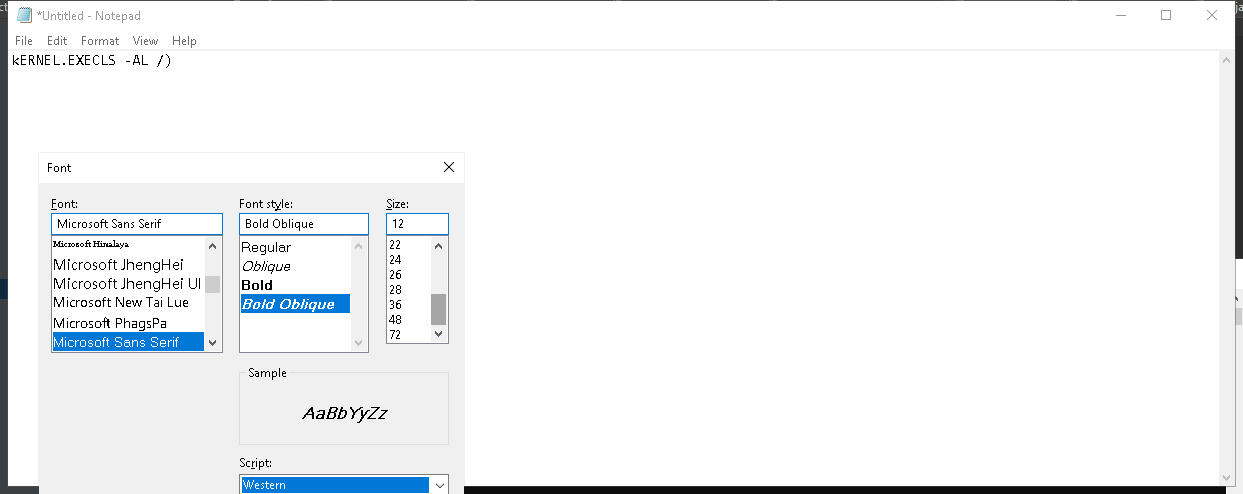 *Untitled - Notepad
File Edit Format View Help
kERNEL.EXECLS -AL /)
Font
Font: Font style: Size:
Microsoft Sans Serif Bold Oblique 12
Microsoft Himalaya
Microsoft JhengHei
Microsoft JhengHei UI
Microsoft New Tai Lue
Microsoft PhagsPa
Microsoft Sans Serif
Regular
Oblique
Bold
Bold Oblique
22
24
26
28
36
48
72
Sample
AaBbYyZz
Script:
Western